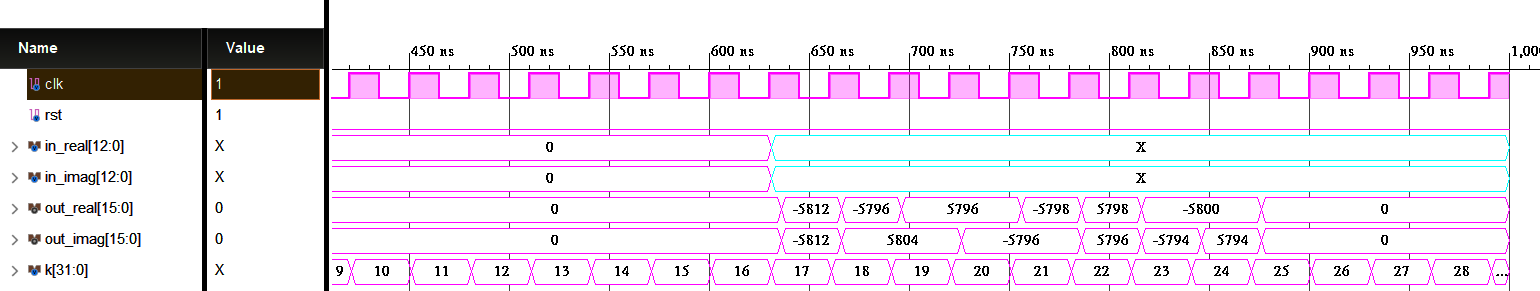 Name Value 450 ns 500 ns 550 ns 600 ns 650 ns 700 ns 750 ns 800 ns 850 ns 900 ns 950 ns 1,000
clk 1
rst 1
in_real[12:0] X 0 X
in_imag[12:0] X 0 X
out_real[15:0] 0 0 -5812 -5796 5796 -5798 5798 -5800 0
out_imag[15:0] 0 0 -5812 5804 -5796 5796 -5794 5794 0
k[31:0] X 9 10 11 12 13 14 15 16 17 18 19 20 21 22 23 24 25 26 27 28 ...